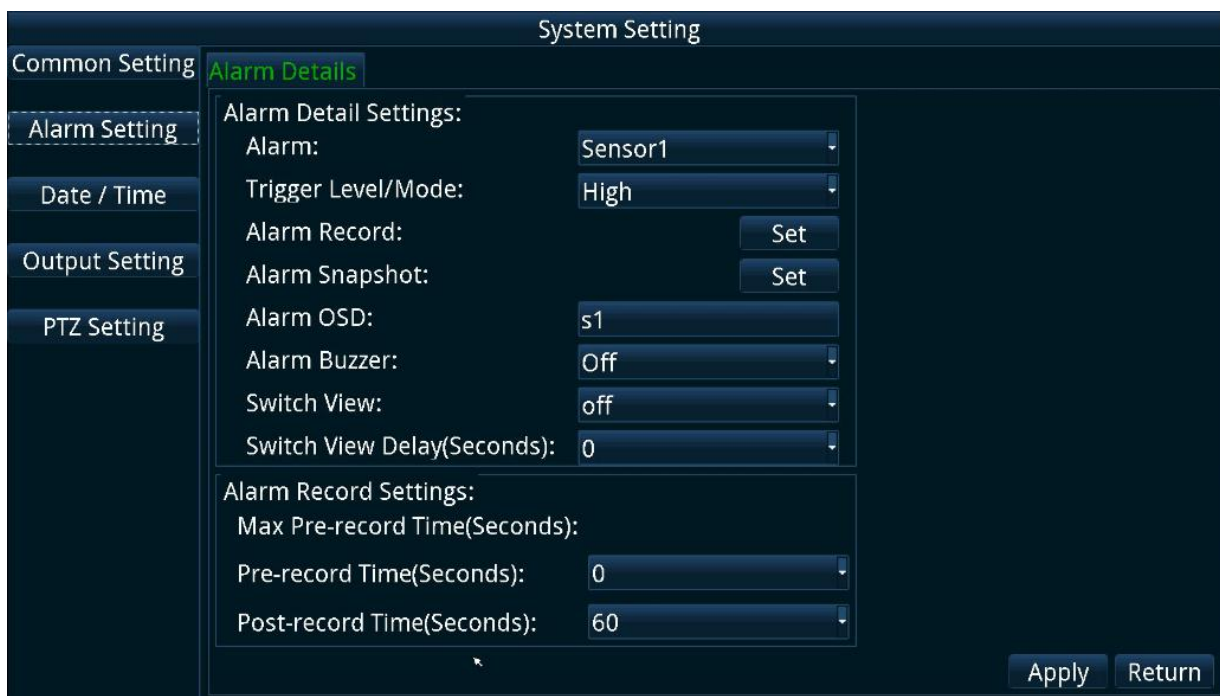 System Setting
Common Setting
Alarm Setting
Date / Time
Output Setting
PTZ Setting
Alarm Details
Alarm Detail Settings:
Alarm: Sensor1
Trigger Level/Mode: High
Alarm Record: Set
Alarm Snapshot: Set
Alarm OSD: s1
Alarm Buzzer: Off
Switch View: off
Switch View Delay(Seconds): 0
Alarm Record Settings:
Max Pre-record Time(Seconds):
Pre-record Time(Seconds): 0
Post-record Time(Seconds): 60
Apply Return